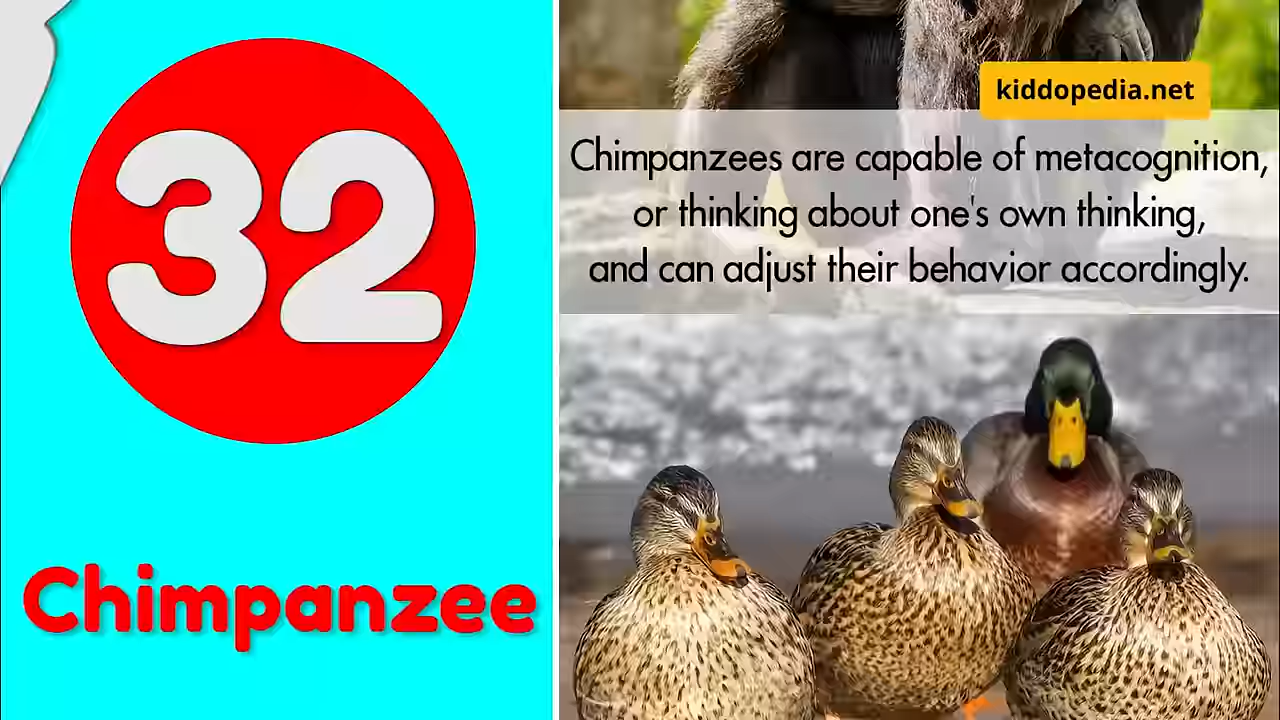 32
Chimpanzee
kiddopedia.net
Chimpanzees are capable of metacognition,
or thinking about one's own thinking,
and can adjust their behavior accordingly.